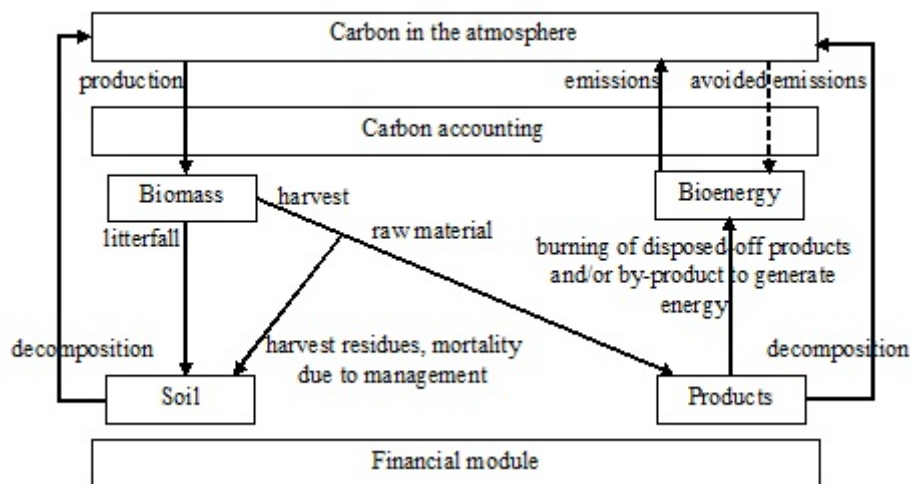 Carbon in the atmosphere
production
emissions
avoided emissions
Carbon accounting
Biomass
Bioenergy
harvest
litterfall
raw material
burning of disposed-off products
and/or by-product to generate
energy
decomposition
harvest residues, mortality
due to management
decomposition
Soil
Products
Financial module